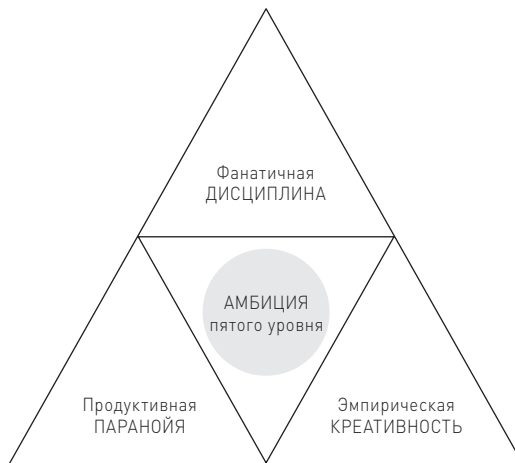 Фанатичная
ДИСЦИПЛИНА
АМБИЦИЯ
пятого уровня
Продуктивная
ПАРАНОЙЯ
Эмпирическая
КРЕАТИВНОСТЬ